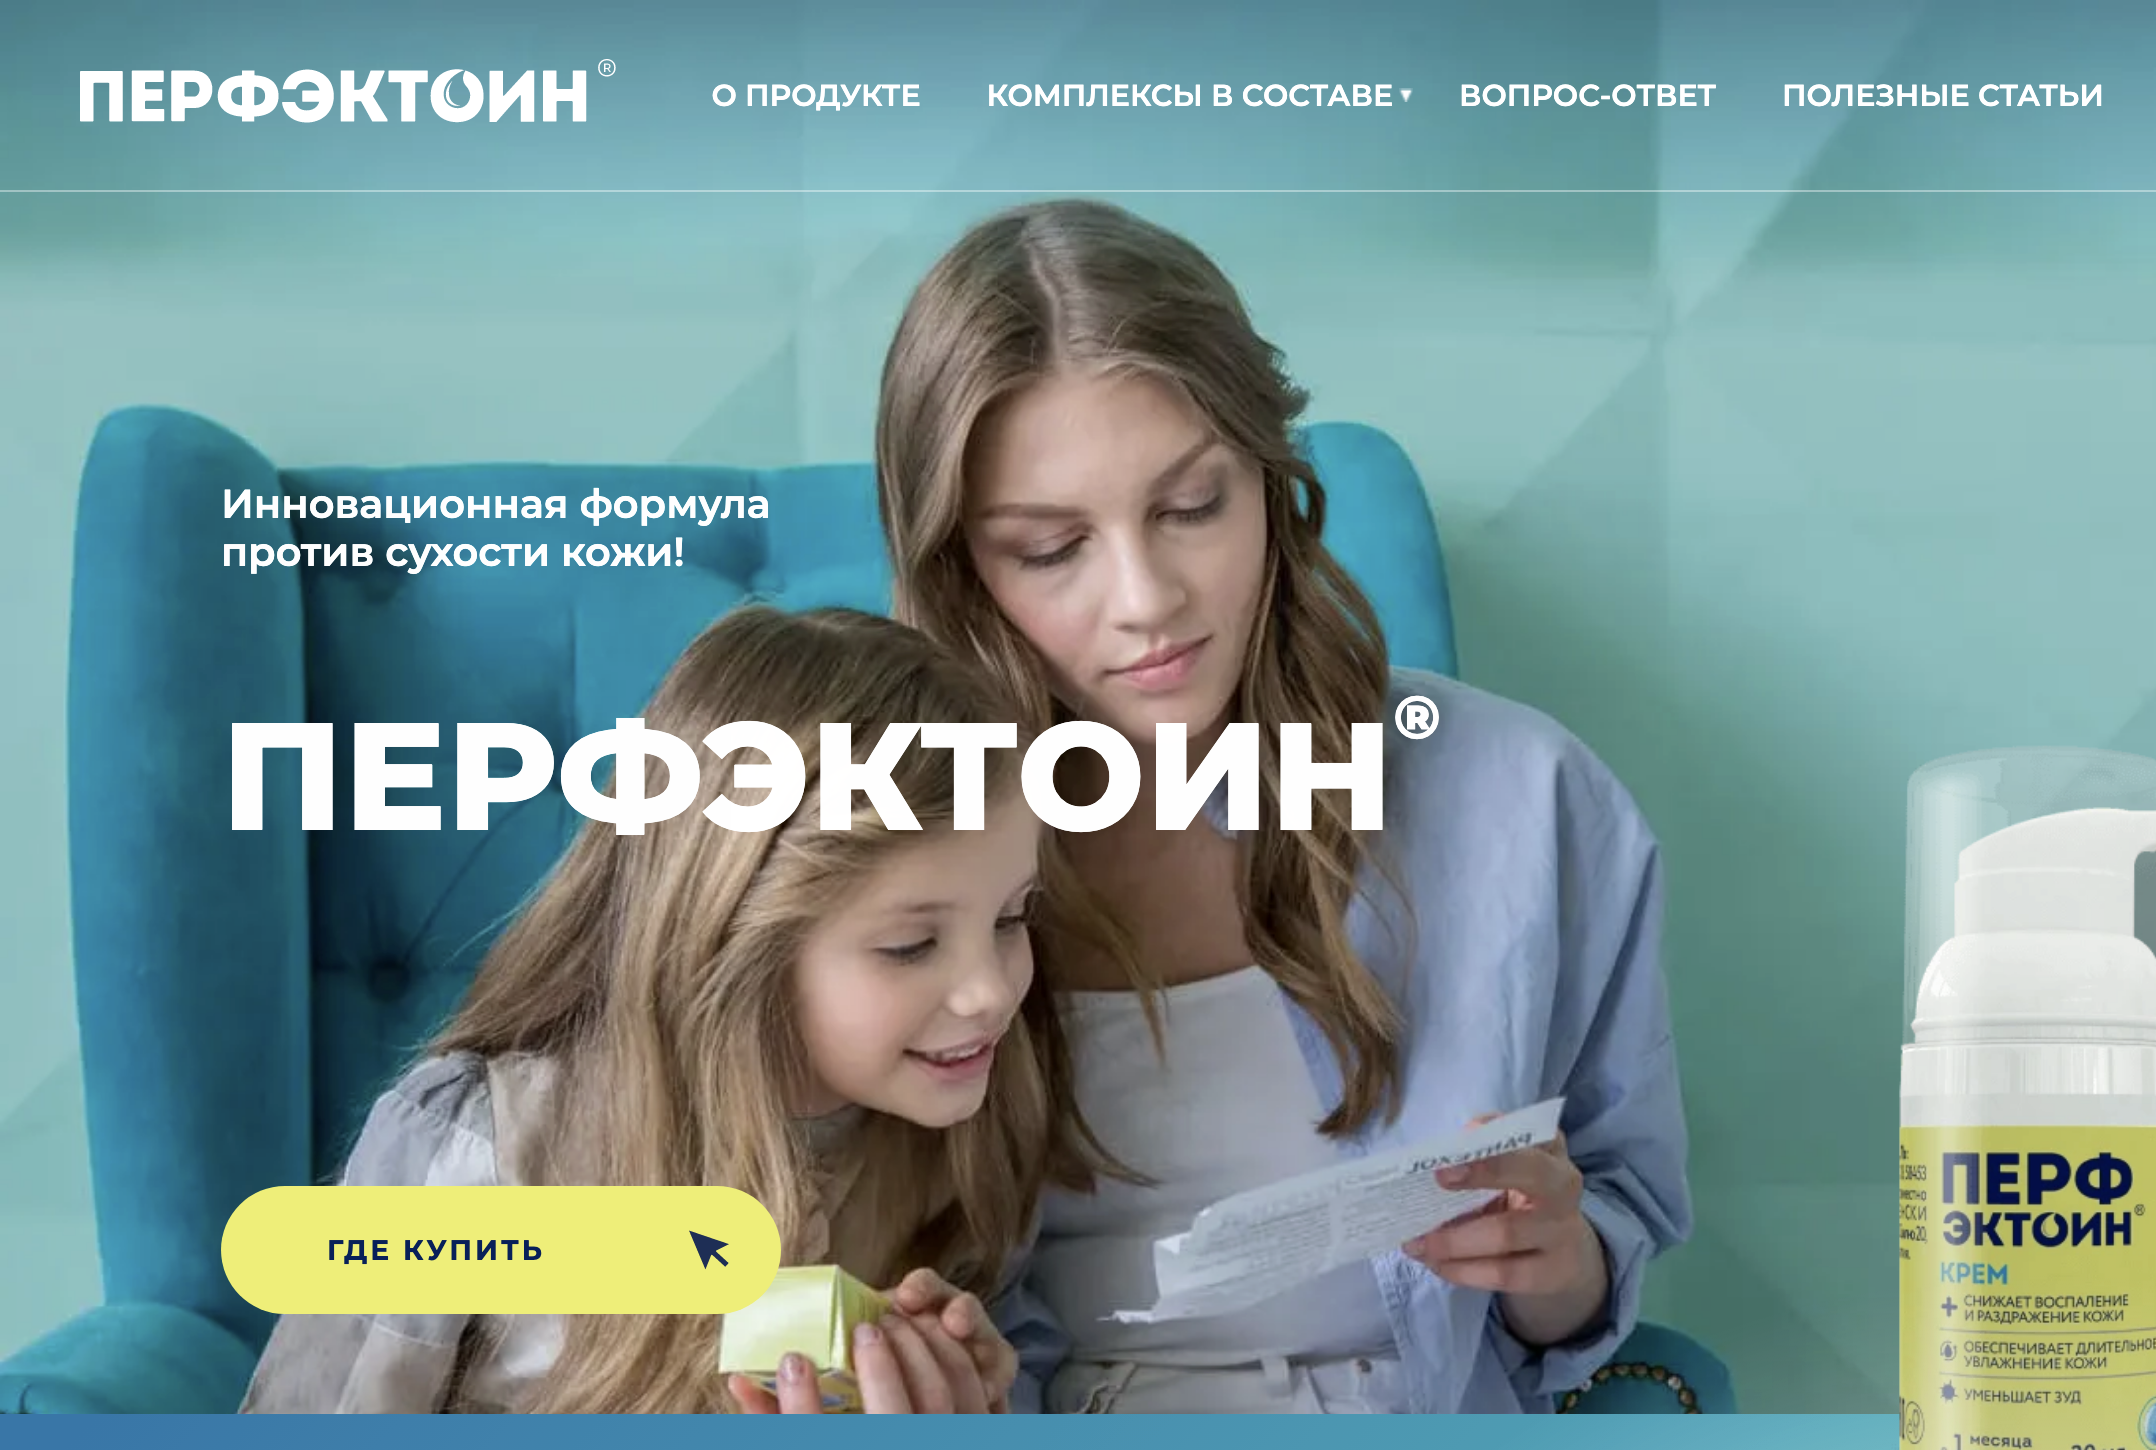 ПЕРФЭКТОИН®
О ПРОДУКТЕ
КОМПЛЕКСЫ В СОСТАВЕ ▾
ВОПРОС-ОТВЕТ
ПОЛЕЗНЫЕ СТАТЬИ
Инновационная формула
против сухости кожи!
ПЕРФЭКТОИН®
ГДЕ КУПИТЬ
ПЕРФ
ЭКТОИН®
КРЕМ
СНИЖАЕТ ВОСПАЛЕНИЕ
И РАЗДРАЖЕНИЕ КОЖИ
ОБЕСПЕЧИВАЕТ ДЛИТЕЛЬНОЕ
УВЛАЖНЕНИЕ КОЖИ
УМЕНЬШАЕТ ЗУД
1 месяца